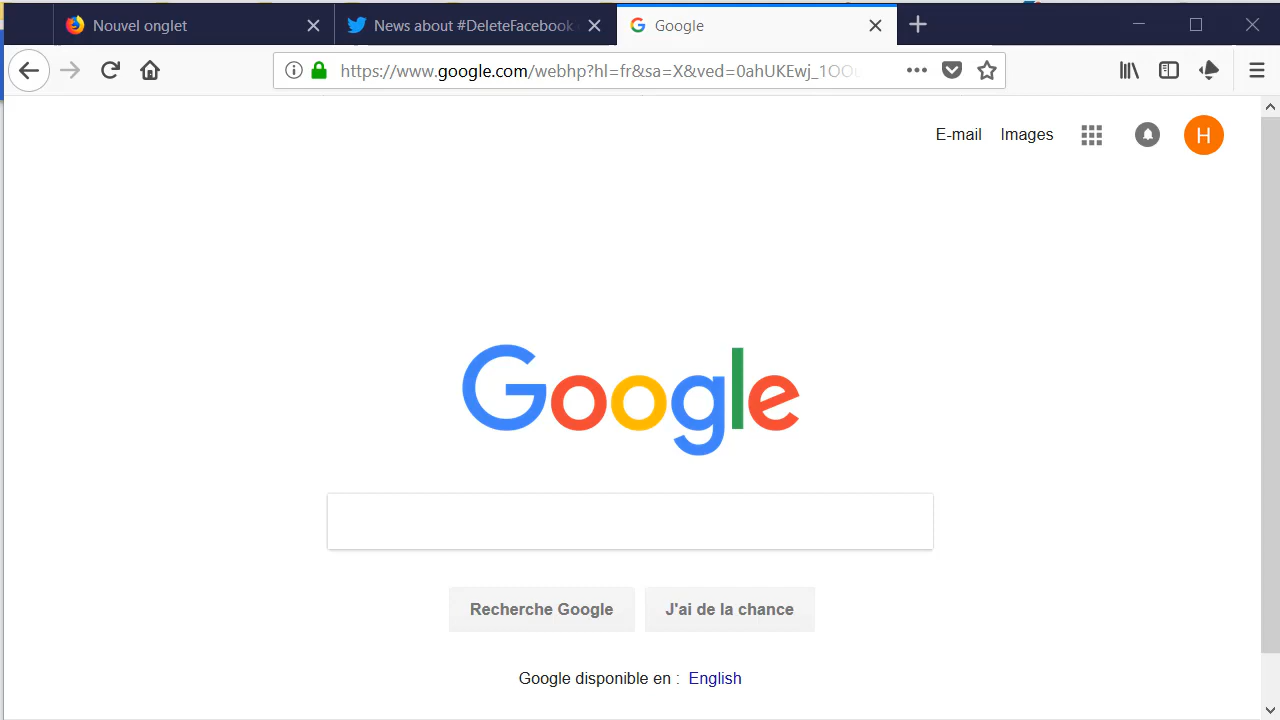 Nouvel onglet
News about #DeleteFacebook
Google
https://www.google.com/webhp?hl=fr&sa=X&ved=0ahUKEwj_1OO
E-mail
Images
H
Google
Recherche Google
J'ai de la chance
Google disponible en : English